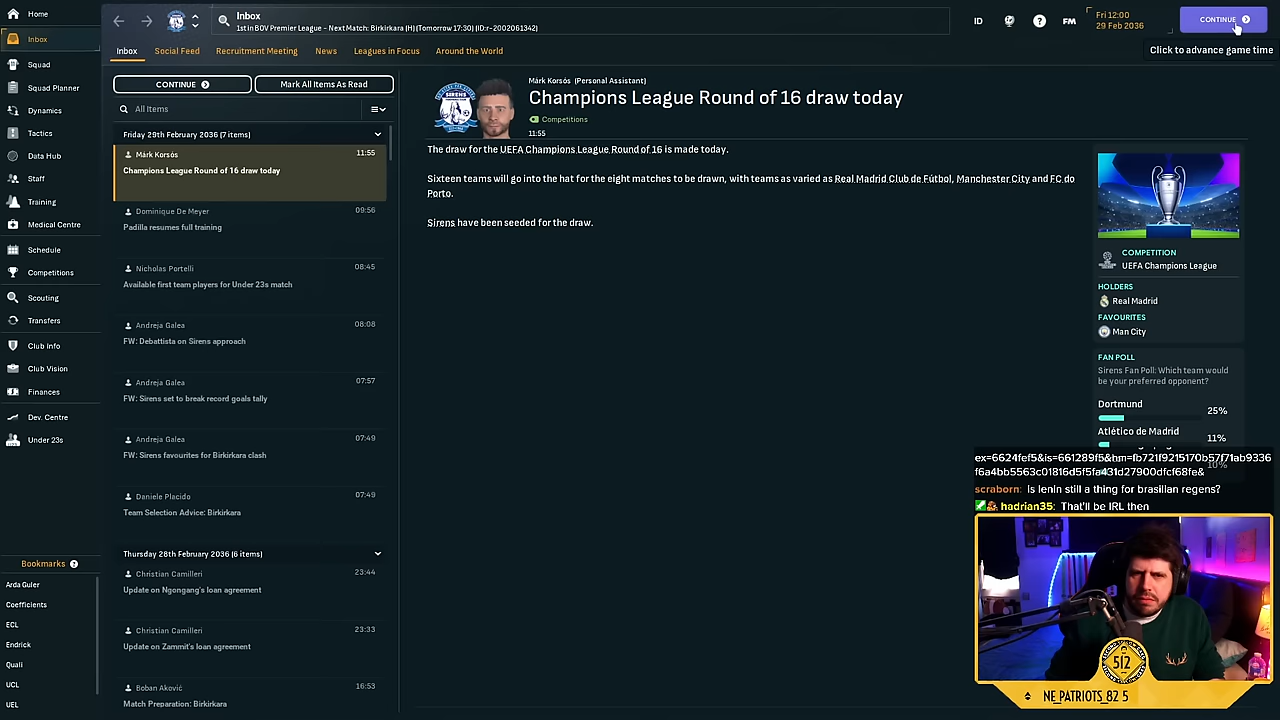 Home
Inbox
Squad
Squad Planner
Dynamics
Tactics
Data Hub
Staff
Training
Medical Centre
Schedule
Competitions
Scouting
Transfers
Club Info
Club Vision
Finances
Dev. Centre
Under 23s
Bookmarks ?
Arda Guler
Coefficients
ECL
Endrick
Quali
UCL
UEL
Inbox
1st in BOV Premier League - Next Match: Birkirkara (H) (Tomorrow 17:30) (ID:r-2002061342)
ID
?
FM
Fri 12:00
29 Feb 2036
CONTINUE
Click to advance game time
Inbox Social Feed Recruitment Meeting News Leagues in Focus Around the World
CONTINUE
Mark All Items As Read
All Items
Friday 29th February 2036 (7 items)
Márk Korsós 11:55
Champions League Round of 16 draw today
Dominique De Meyer 09:56
Padilla resumes full training
Nicholas Portelli 08:45
Available first team players for Under 23s match
Andreja Galea 08:08
FW: Debattista on Sirens approach
Andreja Galea 07:57
FW: Sirens set to break record goals tally
Andreja Galea 07:49
FW: Sirens favourites for Birkirkara clash
Daniele Placido 07:49
Team Selection Advice: Birkirkara
Thursday 28th February 2036 (6 items)
Christian Camilleri 23:44
Update on Ngongang's loan agreement
Christian Camilleri 23:33
Update on Zammit's loan agreement
Boban Aković 16:53
Match Preparation: Birkirkara
SIRENS
Márk Korsós (Personal Assistant)
Champions League Round of 16 draw today
Competitions
11:55
The draw for the UEFA Champions League Round of 16 is made today.
Sixteen teams will go into the hat for the eight matches to be drawn, with teams as varied as Real Madrid Club de Fútbol, Manchester City and FC do
Porto.
Sirens have been seeded for the draw.
COMPETITION
UEFA Champions League
HOLDERS
Real Madrid
FAVOURITES
Man City
FAN POLL
Sirens Fan Poll: Which team would
be your preferred opponent?
Dortmund 25%
Atlético de Madrid 11%
10%
ex=6624fef5&is=661289f5&hm=fb721f9215170b57f71ab9336
f6a4bb5563c01816d5f5fa431d27900dfcf68fe&
scraborn: Is lenin still a thing for brasilian regens?
hadrian35: That'll be IRL then
512
NE_PATRIOTS_82 5